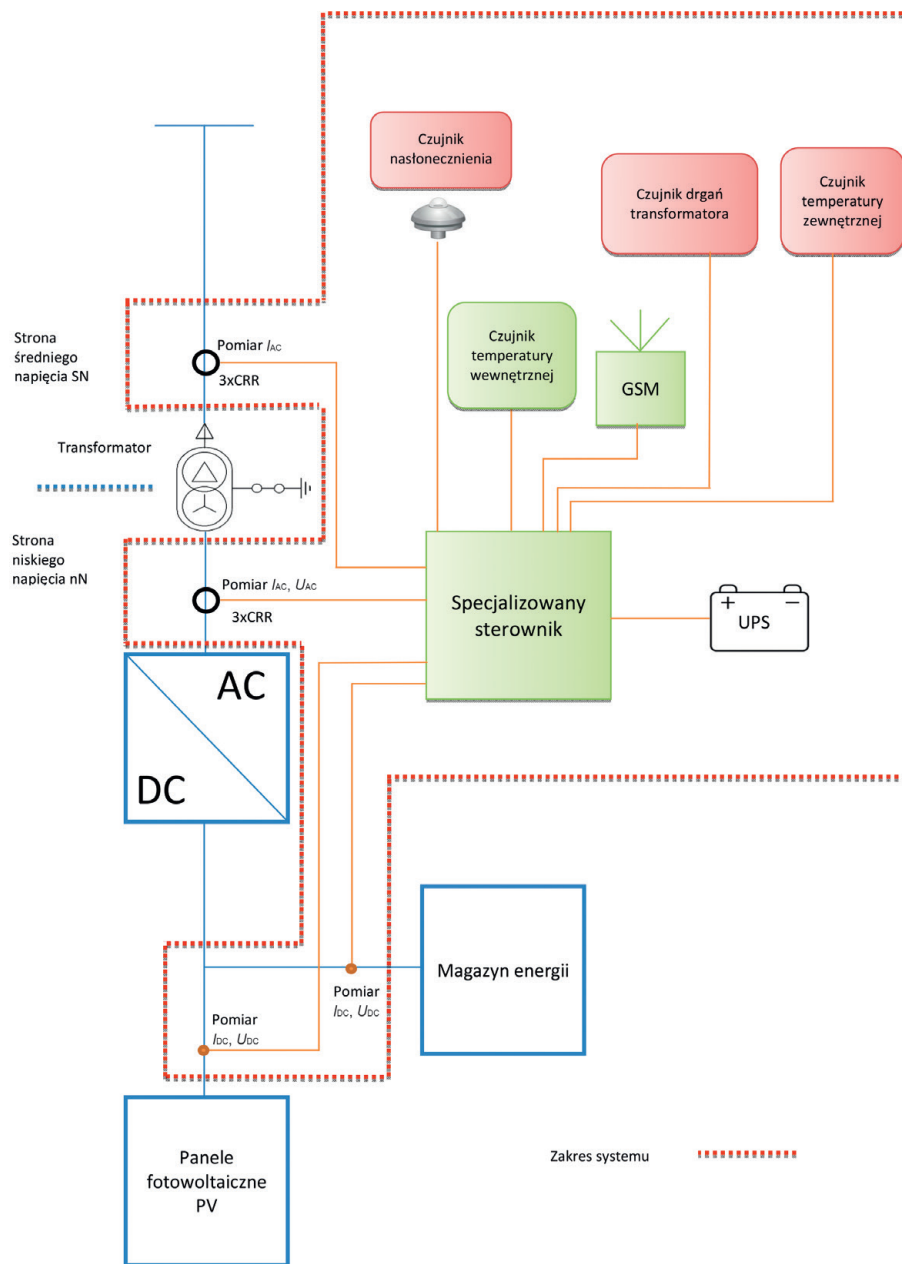 Czujnik
nasłonecznienia
Czujnik drgań
transformatora
Czujnik
temperatury
zewnętrznej
Strona
średniego
napięcia SN
Pomiar IAC
3xCRR
Czujnik
temperatury
wewnętrznej
GSM
Transformator
Strona
niskiego
napięcia nN
Pomiar IAC, UAC
3xCRR
Specjalizowany
sterownik
+ −
UPS
AC
DC
Magazyn energii
Pomiar
IDC, UDC
Pomiar
IDC, UDC
Panele
fotowoltaiczne
PV
Zakres systemu